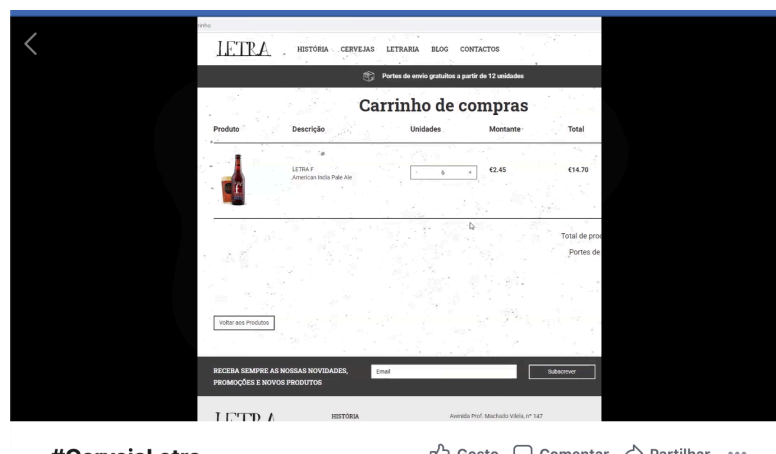 LETRA HISTÓRIA CERVEJAS LETRARIA BLOG CONTACTOS
Portes de envio gratuitos a partir de 12 unidades
Carrinho de compras
Produto Descrição Unidades Montante Total
LETRA F
American India Pale Ale
- 6 + €2.45 €14.70
Total de
Portes de
Voltar aos Produtos
RECEBA SEMPRE AS NOSSAS NOVIDADES,
PROMOÇÕES E NOVOS PRODUTOS
Email Subscrever
LETRA HISTÓRIA Avenida Prof. Machado Vilela, nº 147
#CervejaLetra Gosto Comentar Partilhar